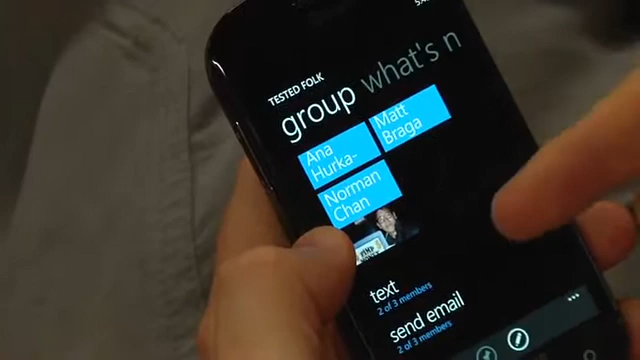 TESTED FOLK
group what's n
Ana
Hurka-
Matt
Braga
Norman
Chan
text
2 of 3 members
send email
2 of 3 members